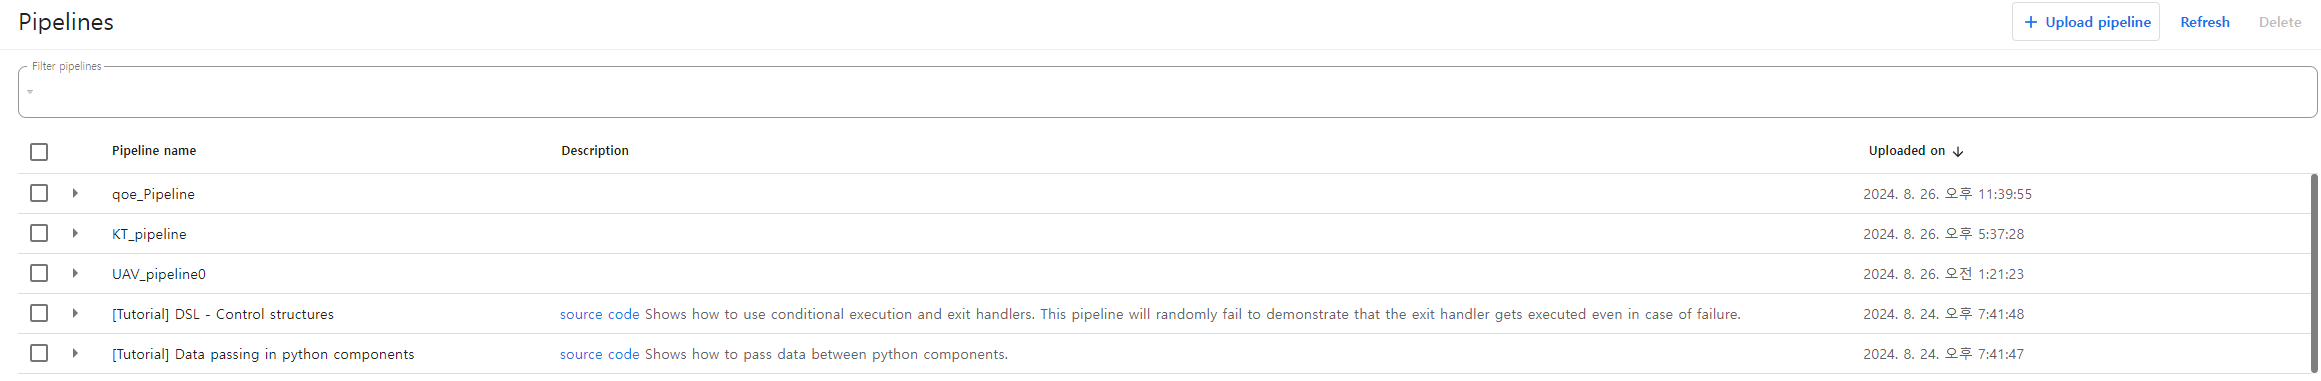 Pipelines
+ Upload pipeline Refresh Delete
Filter pipelines
Pipeline name Description Uploaded on
qoe_Pipeline 2024. 8. 26. 오후 11:39:55
KT_pipeline 2024. 8. 26. 오후 5:37:28
UAV_pipeline0 2024. 8. 26. 오전 1:21:23
[Tutorial] DSL - Control structures source code Shows how to use conditional execution and exit handlers. This pipeline will randomly fail to demonstrate that the exit handler gets executed even in case of failure. 2024. 8. 24. 오후 7:41:48
[Tutorial] Data passing in python components source code Shows how to pass data between python components. 2024. 8. 24. 오후 7:41:47